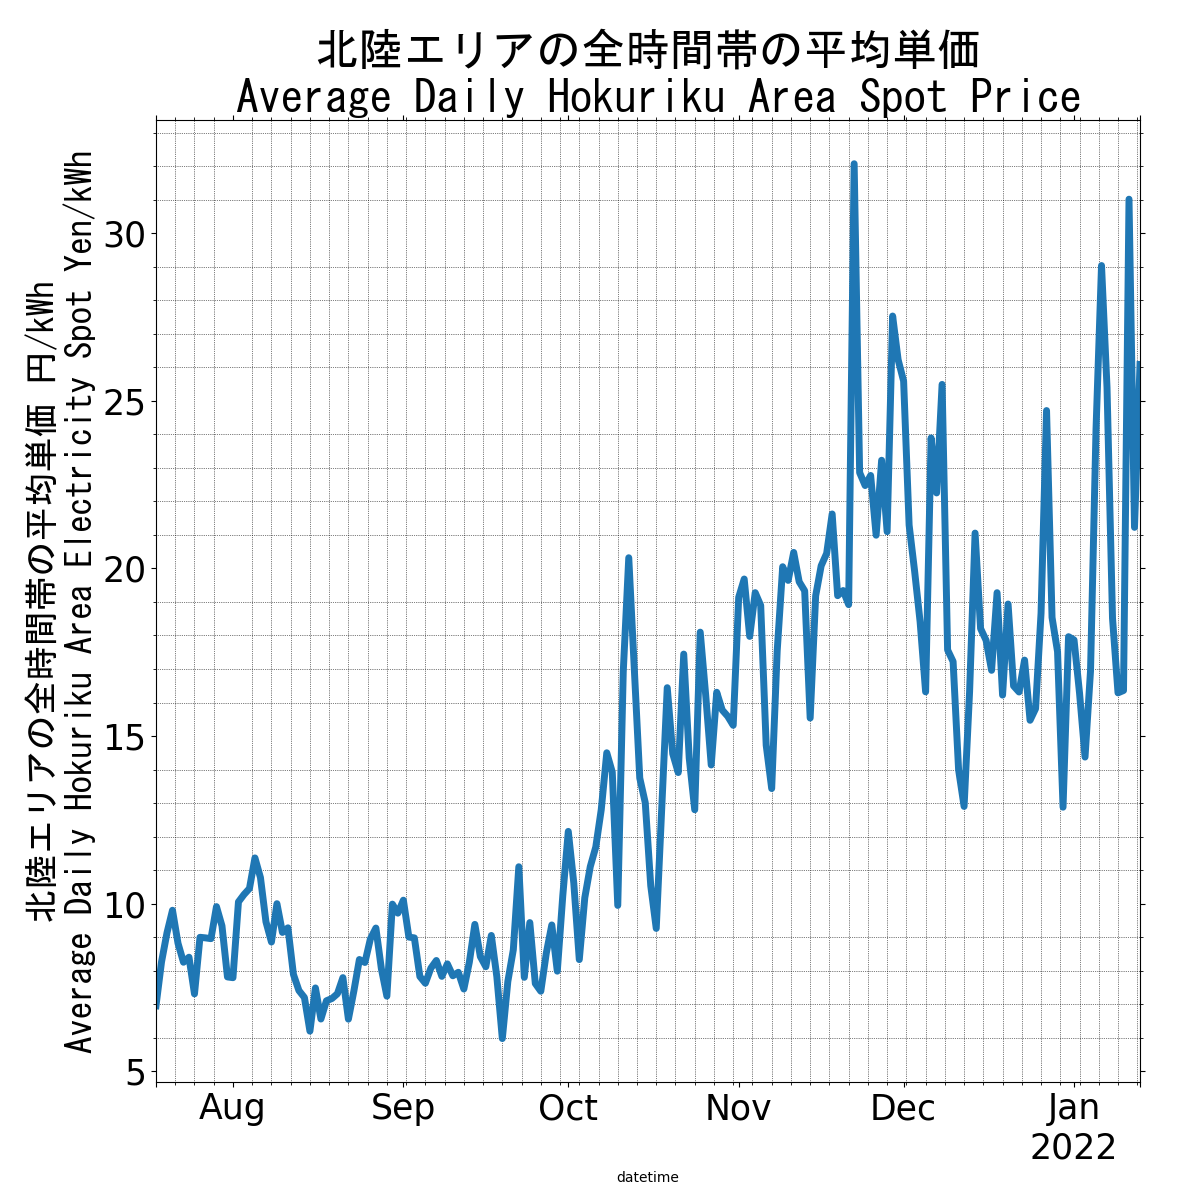 北陸エリアの全時間帯の平均単価
Average Daily Hokuriku Area Spot Price
北陸エリアの全時間帯の平均単価 円/kWh
Average Daily Hokuriku Area Electricity Spot Yen/kWh
30
25
20
15
10
5
Aug Sep Oct Nov Dec Jan
2022
datetime